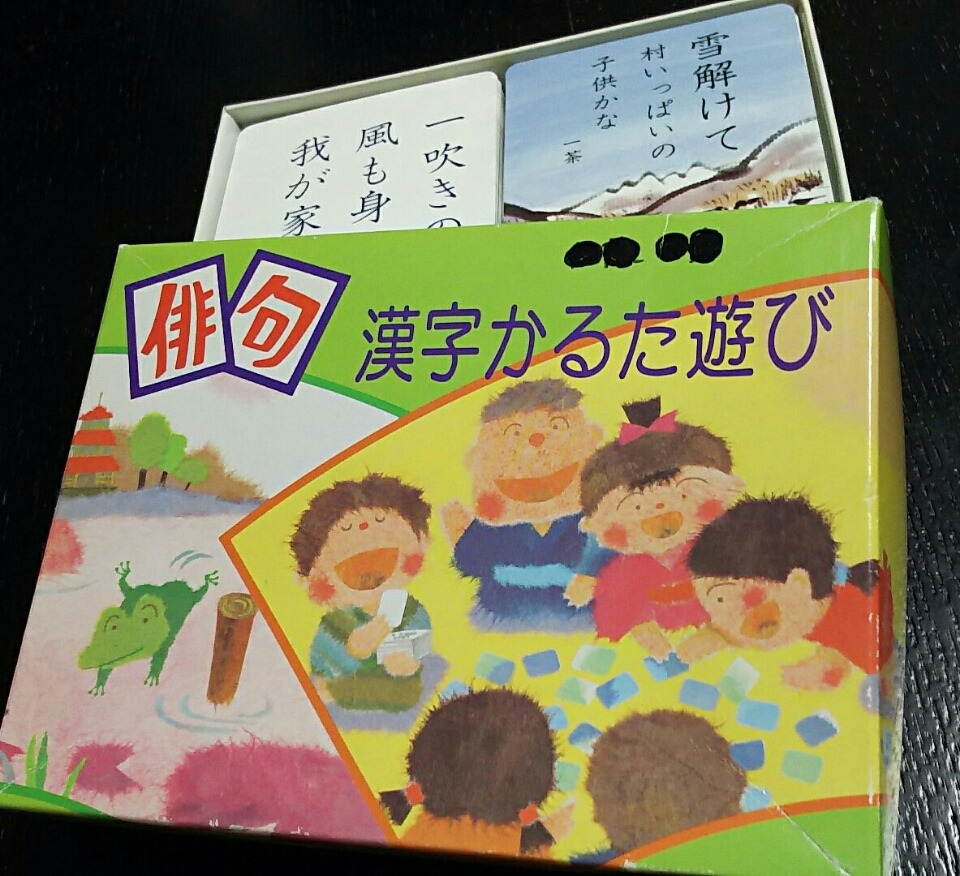 雪解けて
村いっぱいの
子供かな
一茶
一吹きの
風も身
我が家
俳句
漢字かるた遊び